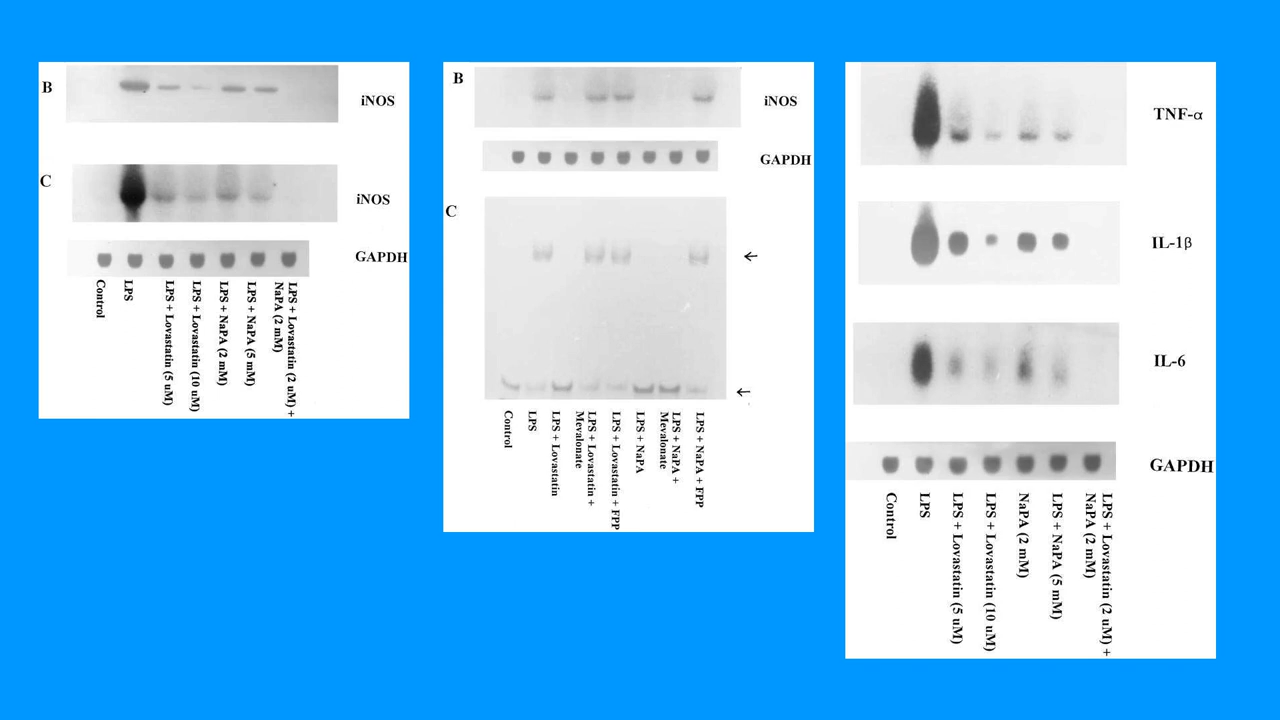 B
iNOS
C
iNOS
GAPDH
Control
LPS
LPS + Lovastatin (5 uM)
LPS + Lovastatin (10 uM)
LPS + NaPA (2 mM)
LPS + NaPA (5 mM)
LPS + Lovastatin (2 uM) +
NaPA (2 mM)
B
iNOS
GAPDH
C
Control
LPS
LPS + Lovastatin
LPS + Lovastatin +
Mevalonate
LPS + Lovastatin + FPP
LPS + NaPA
LPS + NaPA +
Mevalonate
LPS + NaPA + FPP
TNF-α
IL-1β
IL-6
GAPDH
Control
LPS
LPS + Lovastatin (5 uM)
LPS + Lovastatin (10 uM)
NaPA (2 mM)
LPS + NaPA (5 mM)
LPS + Lovastatin (2 uM) +
NaPA (2 mM)